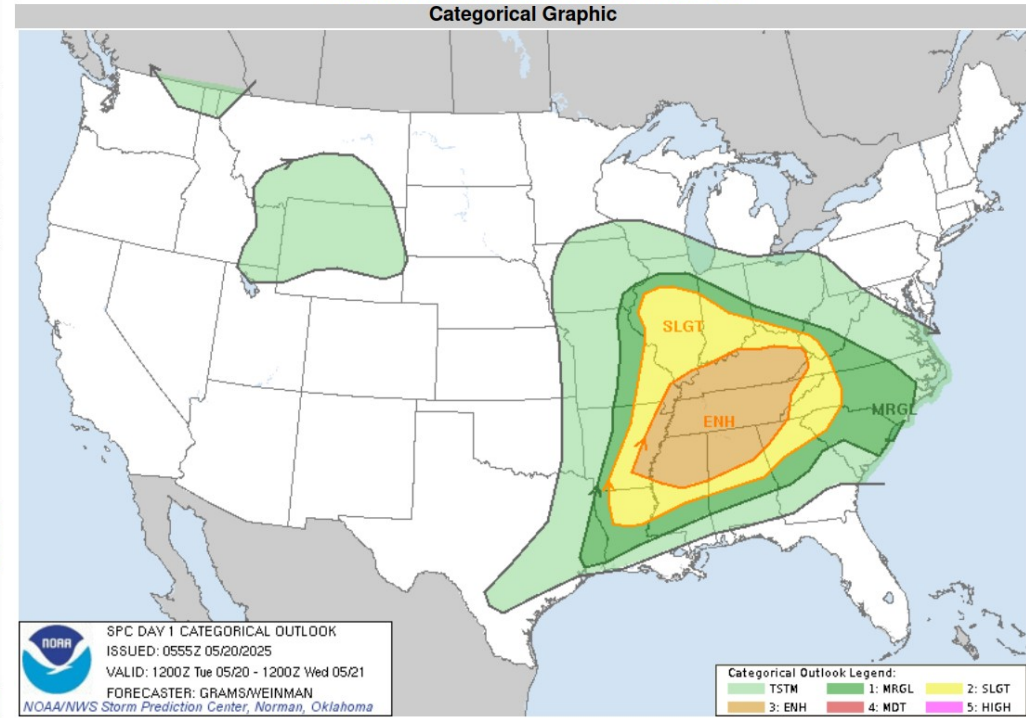 Categorical Graphic
SLGT
MRGL
ENH
NOAA
SPC DAY 1 CATEGORICAL OUTLOOK
ISSUED: 0555Z 05/20/2025
VALID: 1200Z Tue 05/20 - 1200Z Wed 05/21
FORECASTER: GRAMS/WEINMAN
NOAA/NWS Storm Prediction Center, Norman, Oklahoma
Categorical Outlook Legend:
TSTM 1: MRGL 2: SLGT
3: ENH 4: MDT 5: HIGH